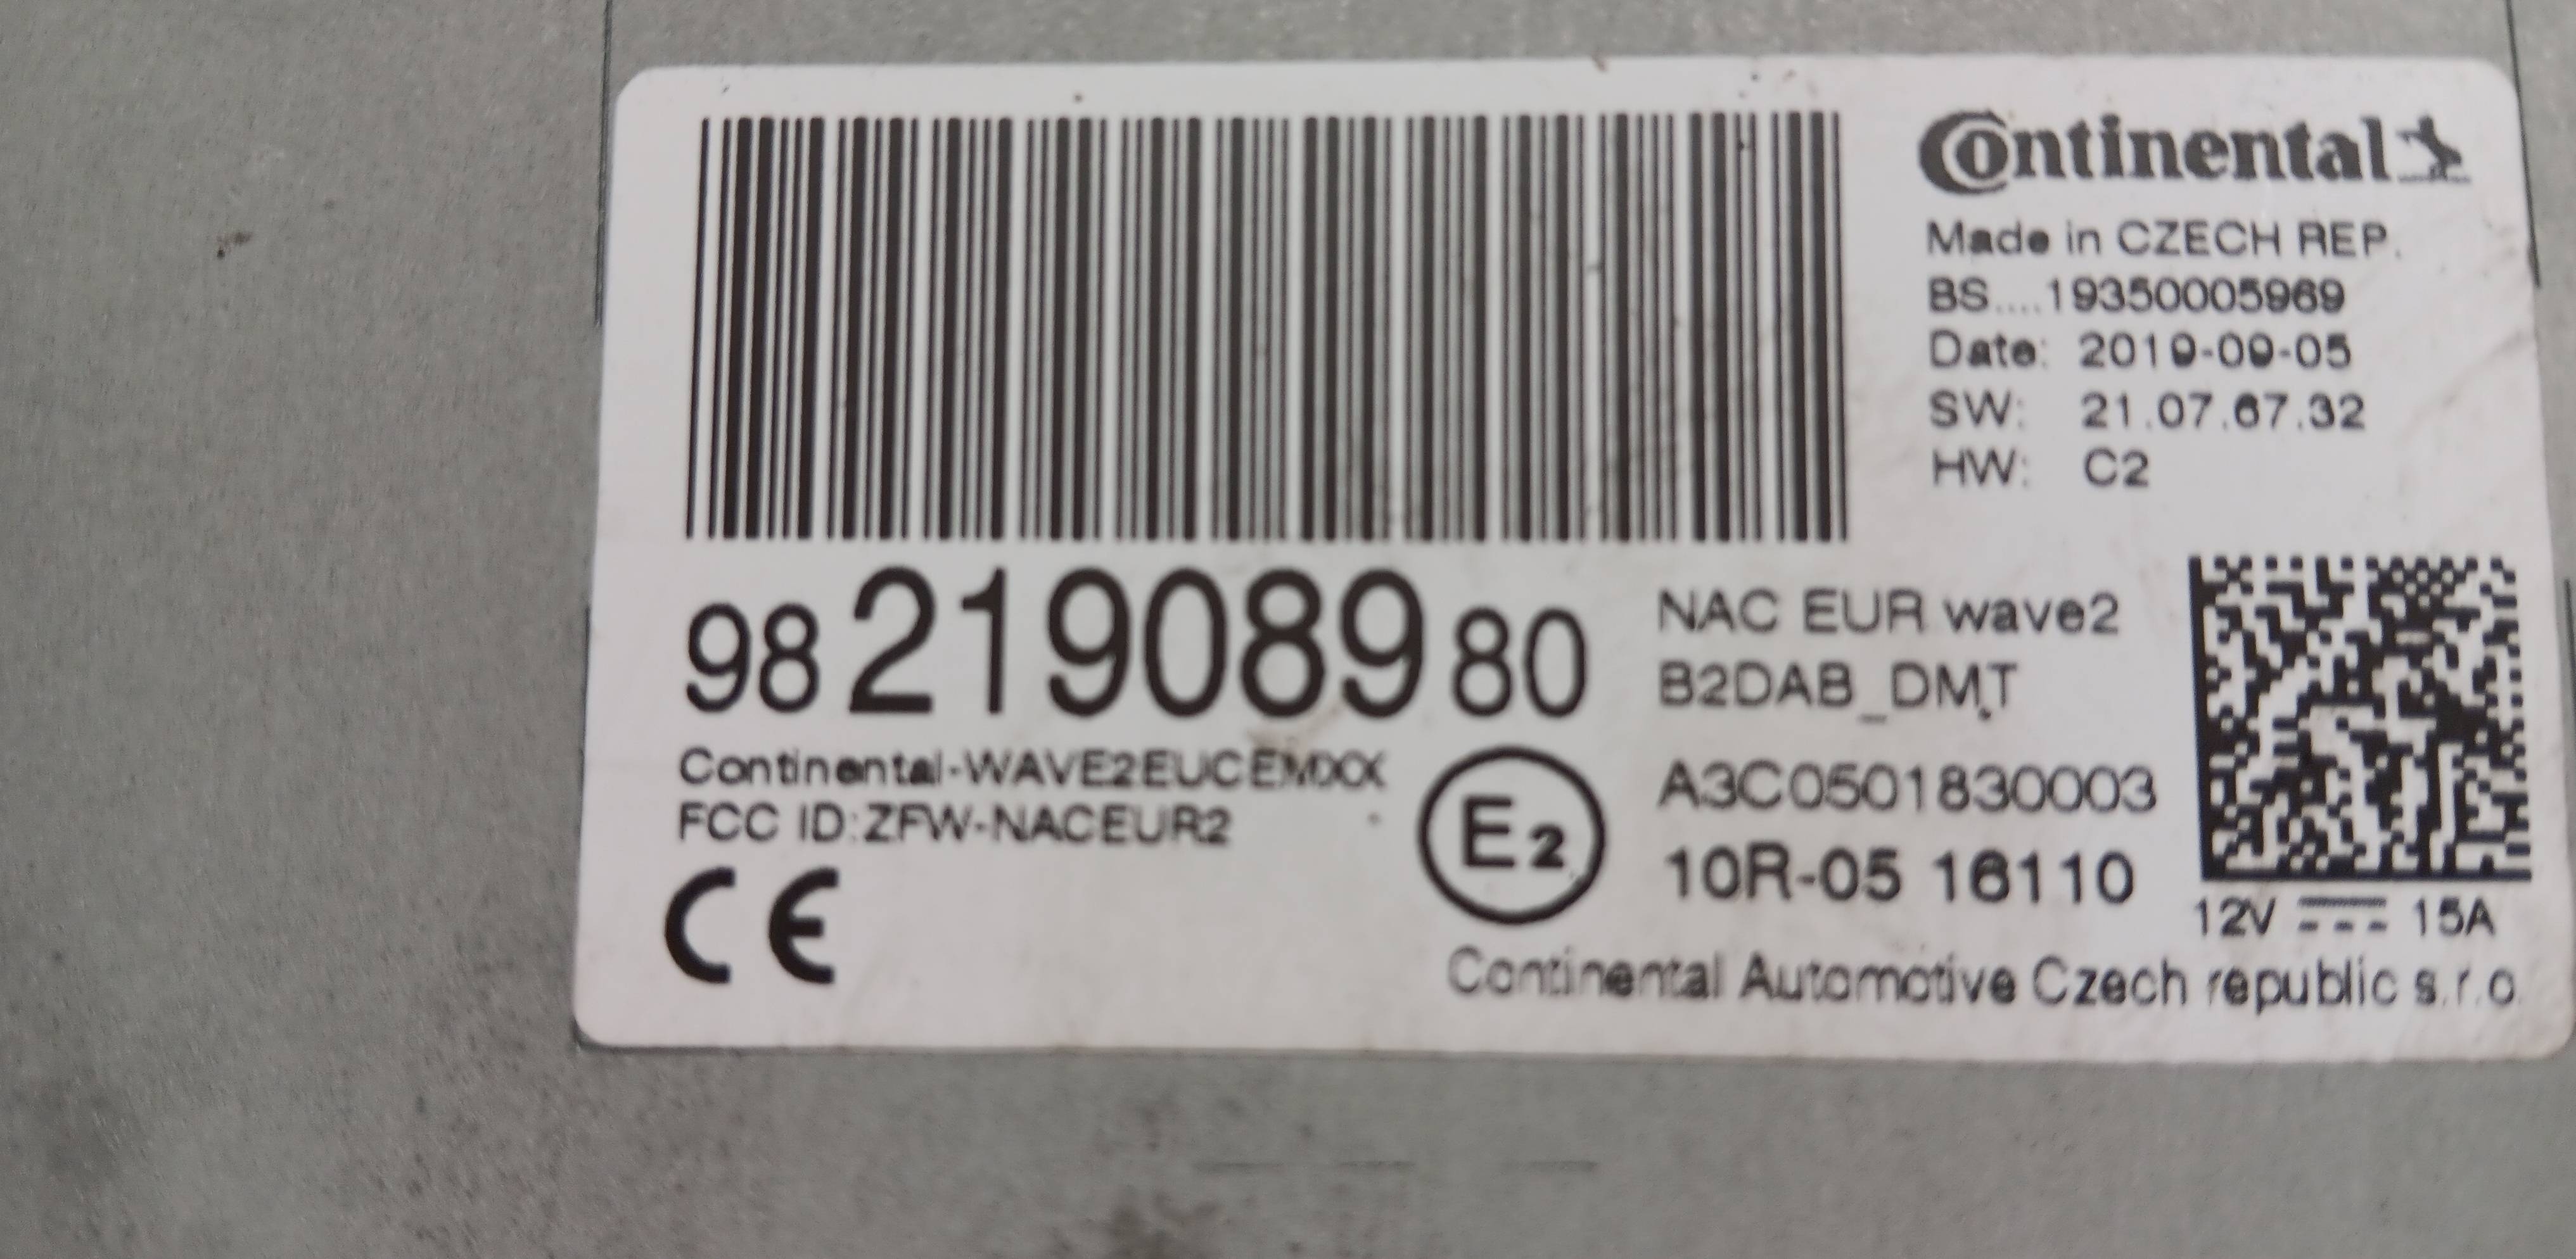 Continental
Made in CZECH REP.
BS....19350005969
Date: 2019-09-05
SW: 21.07.67.32
HW: C2
98 219089 80
NAC EUR wave2
B2DAB_DMT
Continental-WAVE2EUCEMXX
FCC ID:ZFW-NACEUR2
CE
E2
A3C0501830003
10R-05 16110
12V 15A
Continental Automotive Czech republic s.r.o.